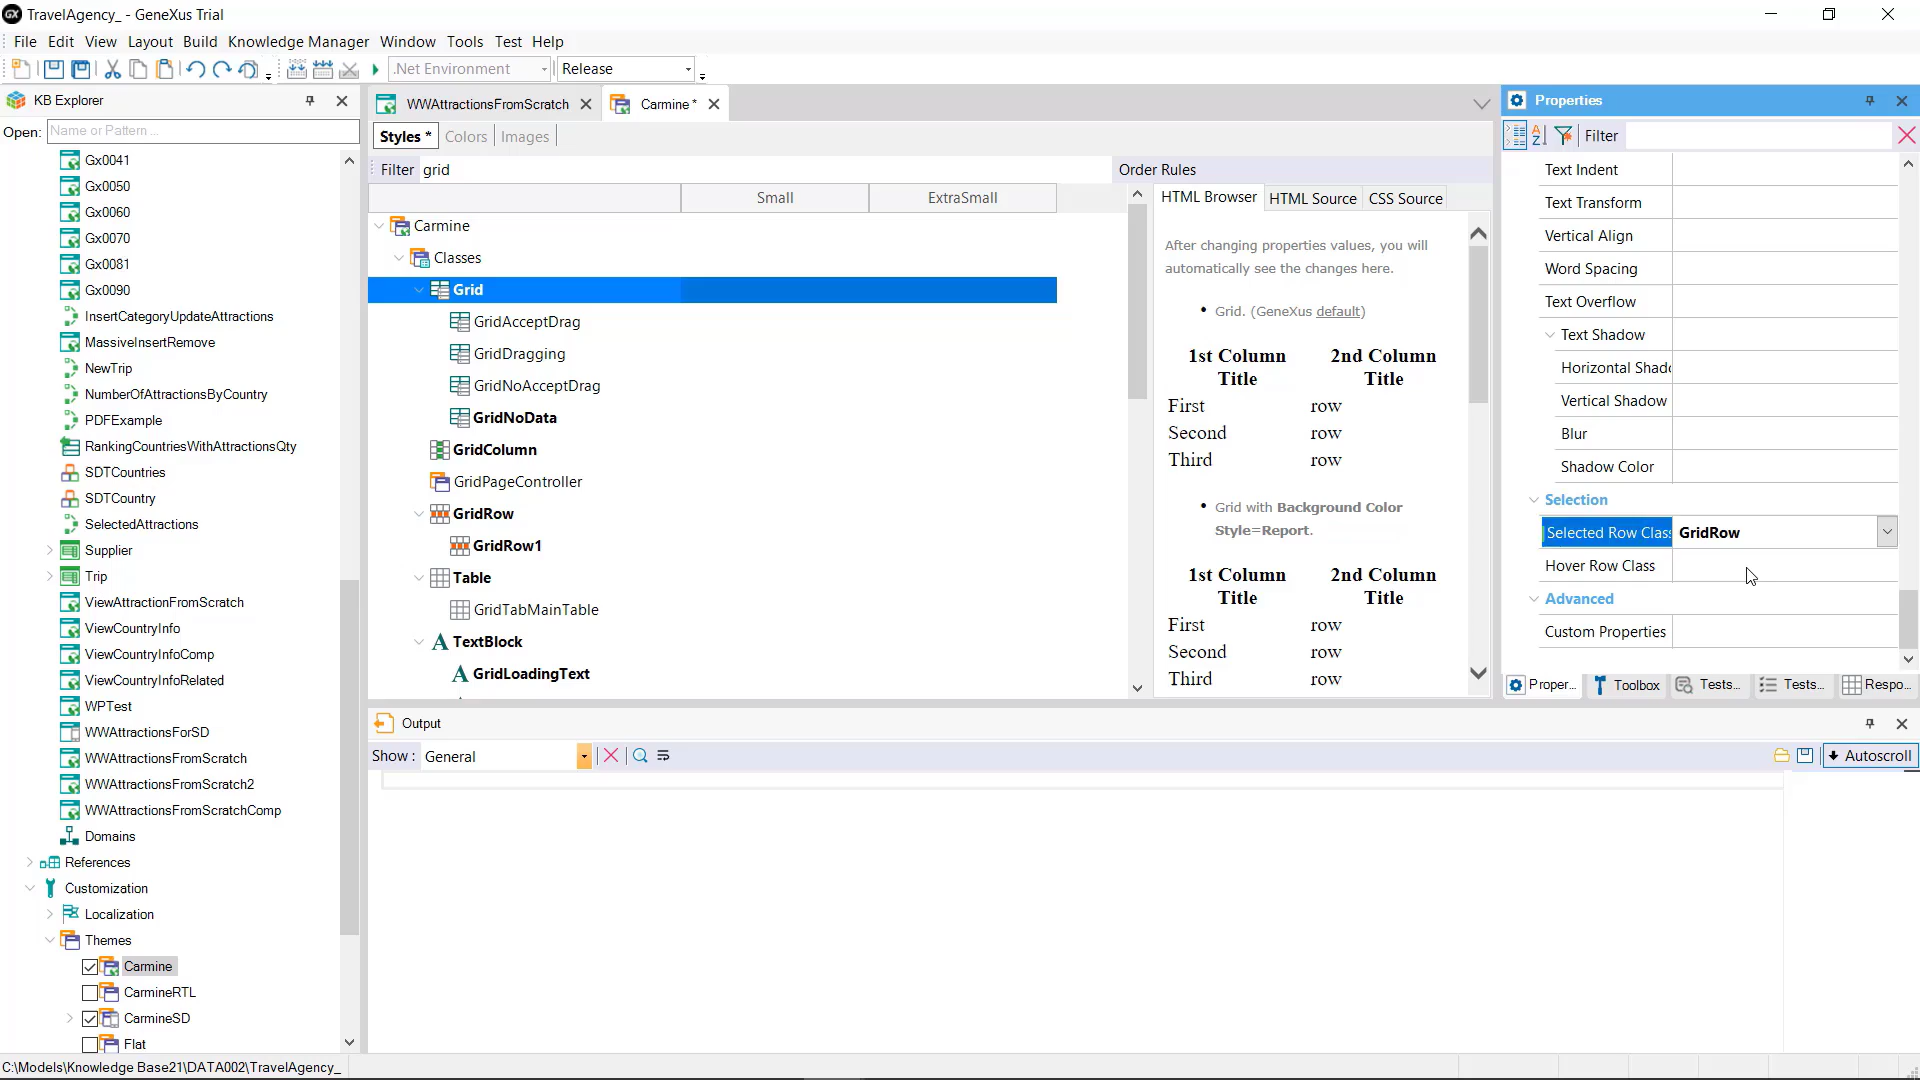 TravelAgency_ - GeneXus Trial
File Edit View Layout Build Knowledge Manager Window Tools Test Help
.Net Environment Release
KB Explorer
Open: Name or Pattern ...
Gx0041
Gx0050
Gx0060
Gx0070
Gx0081
Gx0090
InsertCategoryUpdateAttractions
MassiveInsertRemove
NewTrip
NumberOfAttractionsByCountry
PDFExample
RankingCountriesWithAttractionsQty
SDTCountries
SDTCountry
SelectedAttractions
Supplier
Trip
ViewAttractionFromScratch
ViewCountryInfo
ViewCountryInfoComp
ViewCountryInfoRelated
WPTest
WWAttractionsForSD
WWAttractionsFromScratch
WWAttractionsFromScratch2
WWAttractionsFromScratchComp
Domains
References
Customization
Localization
Themes
Carmine
CarmineRTL
CarmineSD
Flat
WWAttractionsFromScratch Carmine *
Styles * Colors Images
Filter grid
Order Rules
Small ExtraSmall
Carmine
Classes
Grid
GridAcceptDrag
GridDragging
GridNoAcceptDrag
GridNoData
GridColumn
GridPageController
GridRow
GridRow1
Table
GridTabMainTable
TextBlock
GridLoadingText
HTML Browser HTML Source CSS Source
After changing properties values, you will
automatically see the changes here.
• Grid. (GeneXus default)
1st Column 2nd Column
Title Title
First row
Second row
Third row
• Grid with Background Color
Style=Report.
1st Column 2nd Column
Title Title
First row
Second row
Third row
Properties
Filter
Text Indent
Text Transform
Vertical Align
Word Spacing
Text Overflow
Text Shadow
Horizontal Shad
Vertical Shadow
Blur
Shadow Color
Selection
Selected Row Clas GridRow
Hover Row Class
Advanced
Custom Properties
Proper... Toolbox Tests... Tests... Respo...
Output
Show: General
Autoscroll
C:\Models\Knowledge Base21\DATA002\TravelAgency_